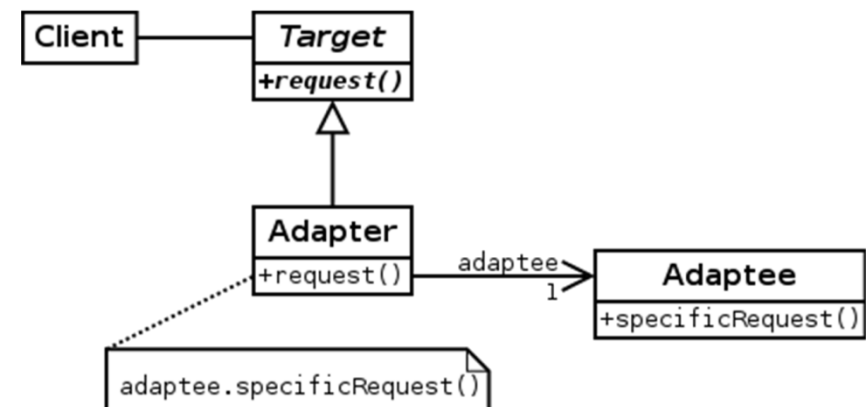 Client
Target
+request()
Adapter
+request()
adaptee
1
Adaptee
+specificRequest()
adaptee.specificRequest()